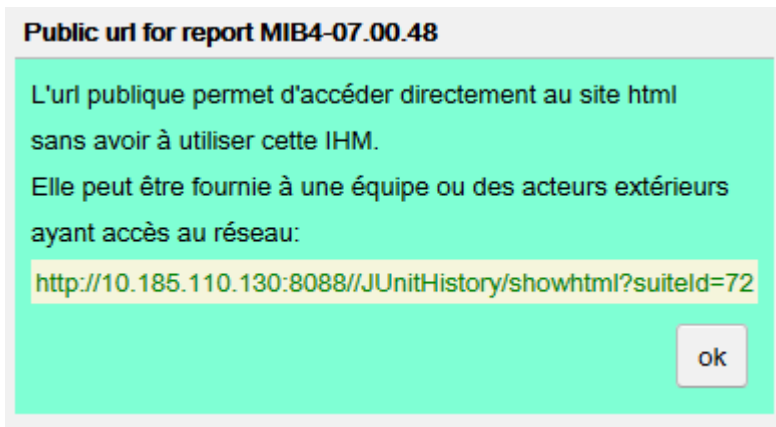 Public url for report MIB4-07.00.48
L'url publique permet d'accéder directement au site html
sans avoir à utiliser cette IHM.
Elle peut être fournie à une équipe ou des acteurs extérieurs
ayant accès au réseau:
http://10.185.110.130:8088//JUnitHistory/showhtml?suiteId=72
ok